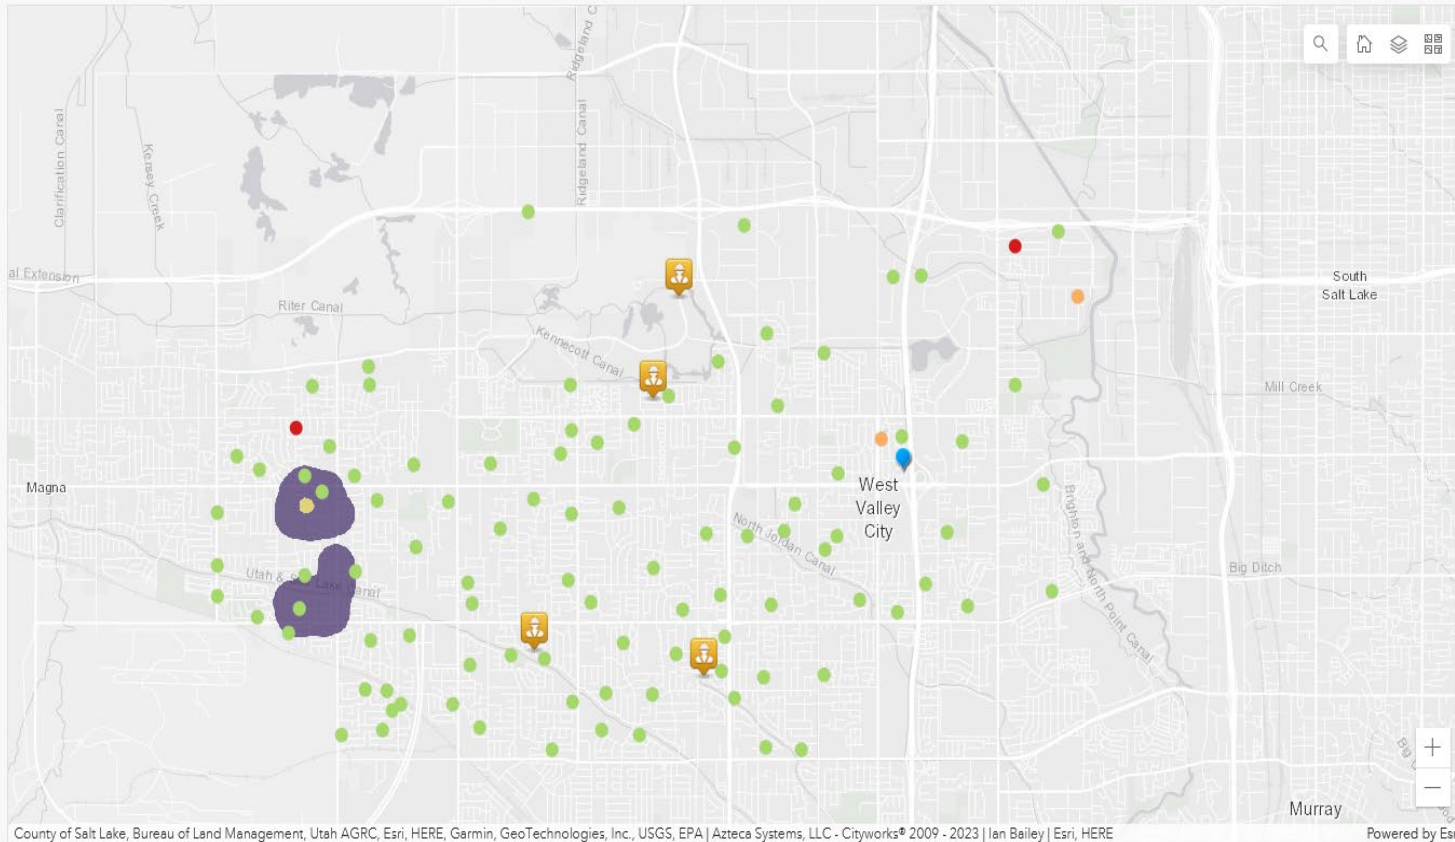 Ridgeland C
Clarification Canal
Kersey Creek
Ridgeland Canal
al Extension
Riter Canal
South
Salt Lake
Kennecott Canal
Mill Creek
Magna
West
Valley
City
North Jordan Canal
Brighton and North Point Canal
Utah & S Lake Canal
Big Ditch
Big C
Murray
County of Salt Lake, Bureau of Land Management, Utah AGRC, Esri, HERE, Garmin, GeoTechnologies, Inc., USGS, EPA | Azteca Systems, LLC - Cityworks® 2009 - 2023 | Ian Bailey | Esri, HERE
Powered by Esr